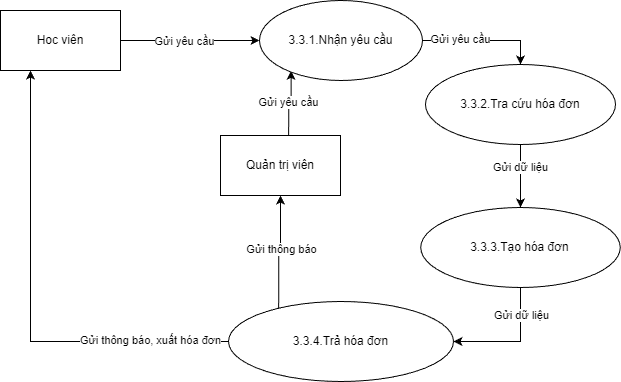 Hoc viên
Gửi yêu cầu
3.3.1.Nhận yêu cầu
Gửi yêu cầu
3.3.2.Tra cứu hóa đơn
Gửi yêu cầu
Quản trị viên
Gửi dữ liệu
3.3.3.Tạo hóa đơn
Gửi thông báo
Gửi dữ liệu
Gửi thông báo, xuất hóa đơn
3.3.4.Trả hóa đơn